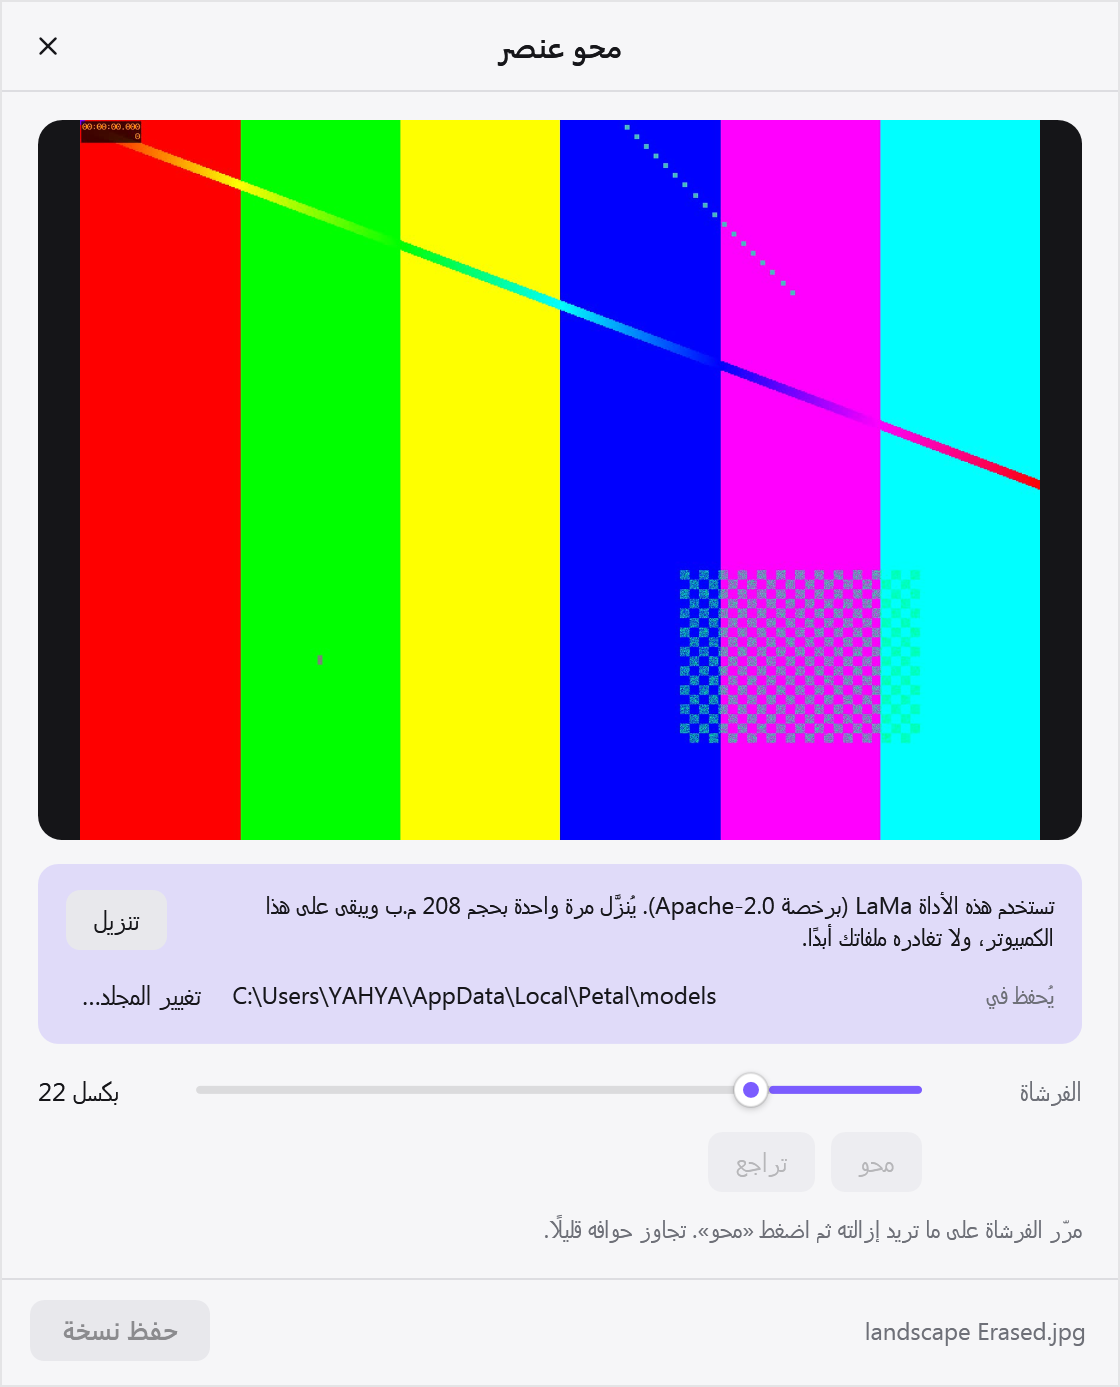 محو عنصر
00:00:00.000
0
تستخدم هذه الأداة LaMa (برخصة Apache-2.0). يُنزَّل مرة واحدة بحجم 208 م.ب ويبقى على هذا
الكمبيوتر، ولا تغادره ملفاتك أبدًا.
تنزيل
يُحفظ في C:\Users\YAHYA\AppData\Local\Petal\models تغيير المجلد...
الفرشاة
22 بكسل
محو تراجع
مرّر الفرشاة على ما تريد إزالته ثم اضغط «محو». تجاوز حوافه قليلًا.
landscape Erased.jpg
حفظ نسخة